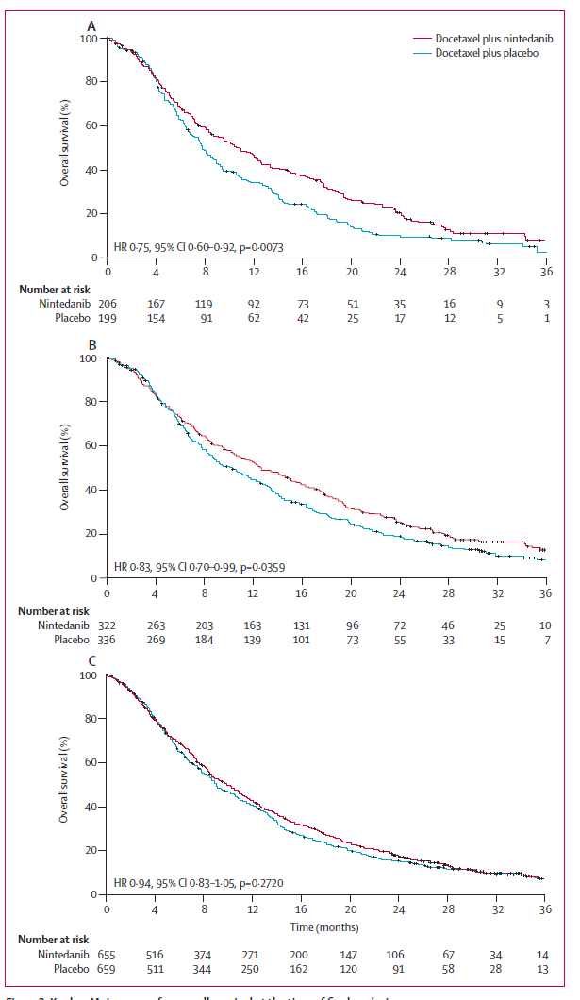 A
100
80
60
40
20
0
Overall survival (%)
Docetaxel plus nintedanib
Docetaxel plus placebo
HR 0·75, 95% CI 0·60–0·92, p=0·0073
0 4 8 12 16 20 24 28 32 36
Number at risk
Nintedanib 206 167 119 92 73 51 35 16 9 3
Placebo 199 154 91 62 42 25 17 12 5 1
B
100
80
60
40
20
0
Overall survival (%)
HR 0·83, 95% CI 0·70–0·99, p=0·0359
0 4 8 12 16 20 24 28 32 36
Number at risk
Nintedanib 322 263 203 163 131 96 72 46 25 10
Placebo 336 269 184 139 101 73 55 33 15 7
C
100
80
60
40
20
0
Overall survival (%)
HR 0·94, 95% CI 0·83–1·05, p=0·2720
0 4 8 12 16 20 24 28 32 36
Time (months)
Number at risk
Nintedanib 655 516 374 271 200 147 106 67 34 14
Placebo 659 511 344 250 162 120 91 58 28 13